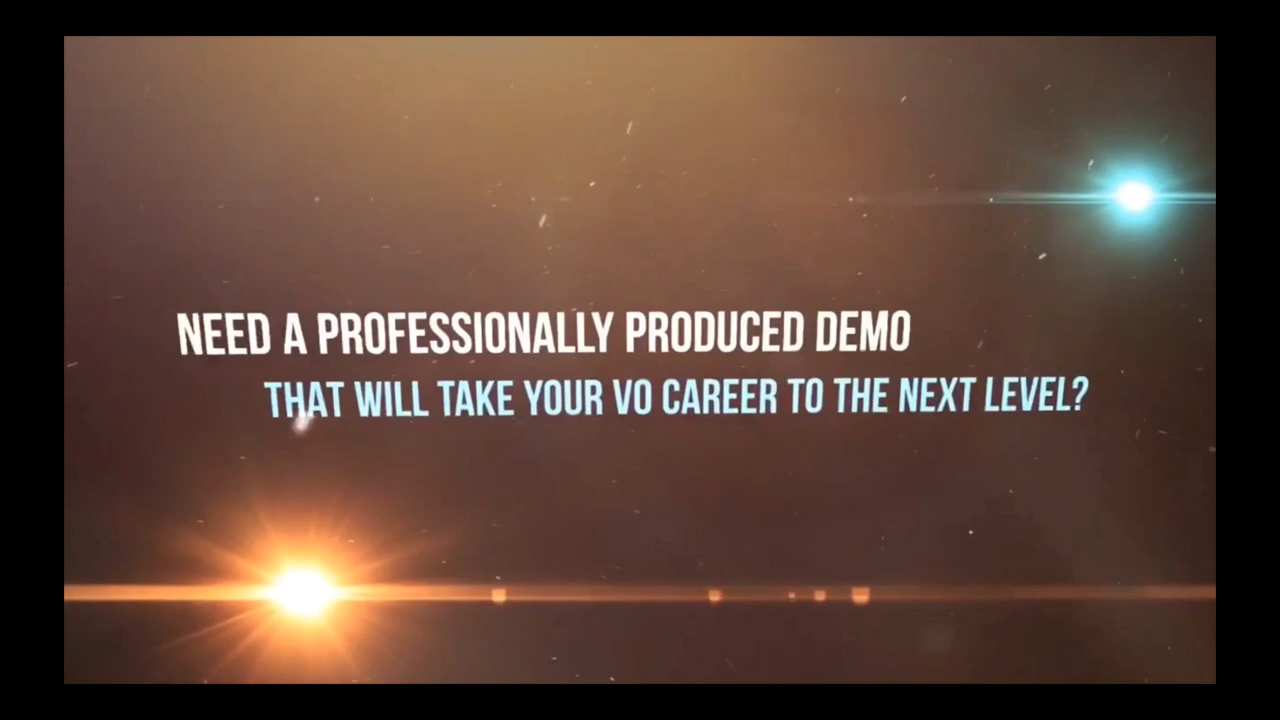 NEED A PROFESSIONALLY PRODUCED DEMO
THAT WILL TAKE YOUR VO CAREER TO THE NEXT LEVEL?